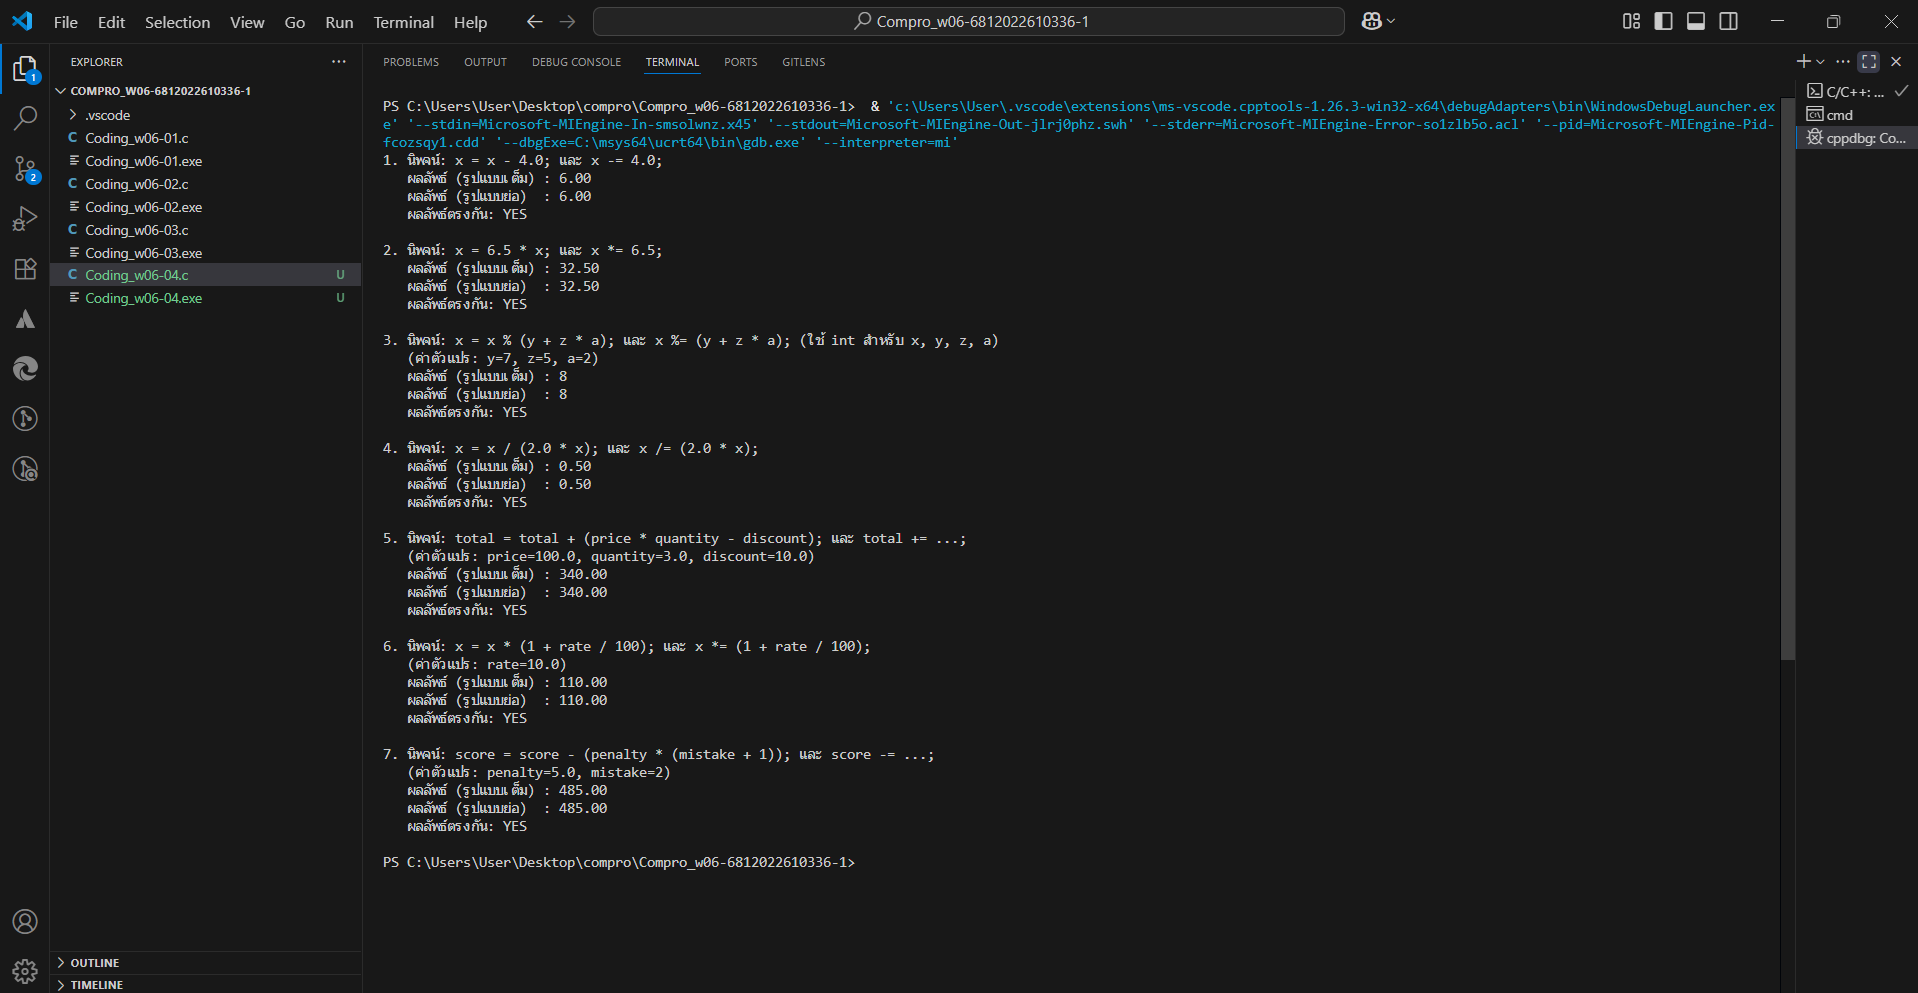 File Edit Selection View Go Run Terminal Help
Compro_w06-6812022610336-1
EXPLORER
COMPRO_W06-6812022610336-1
.vscode
C Coding_w06-01.c
Coding_w06-01.exe
C Coding_w06-02.c
Coding_w06-02.exe
C Coding_w06-03.c
Coding_w06-03.exe
C Coding_w06-04.c U
Coding_w06-04.exe U
OUTLINE
TIMELINE
1
2
PROBLEMS OUTPUT DEBUG CONSOLE TERMINAL PORTS GITLENS
PS C:\Users\User\Desktop\compro\Compro_w06-6812022610336-1> & 'c:\Users\User\.vscode\extensions\ms-vscode.cpptools-1.26.3-win32-x64\debugAdapters\bin\WindowsDebugLauncher.ex
e' '--stdin=Microsoft-MIEngine-In-smsolwnz.x45' '--stdout=Microsoft-MIEngine-Out-jlrj0phz.swh' '--stderr=Microsoft-MIEngine-Error-so1zlb5o.acl' '--pid=Microsoft-MIEngine-Pid-
fcozsqy1.cdd' '--dbgExe=C:\msys64\ucrt64\bin\gdb.exe' '--interpreter=mi'
1. นิพจน์: x = x - 4.0; และ x -= 4.0;
ผลลัพธ์ (รูปแบบเต็ม) : 6.00
ผลลัพธ์ (รูปแบบย่อ) : 6.00
ผลลัพธ์ตรงกัน: YES
2. นิพจน์: x = 6.5 * x; และ x *= 6.5;
ผลลัพธ์ (รูปแบบเต็ม) : 32.50
ผลลัพธ์ (รูปแบบย่อ) : 32.50
ผลลัพธ์ตรงกัน: YES
3. นิพจน์: x = x % (y + z * a); และ x %= (y + z * a); (ใช้ int สำหรับ x, y, z, a)
(ค่าตัวแปร: y=7, z=5, a=2)
ผลลัพธ์ (รูปแบบเต็ม) : 8
ผลลัพธ์ (รูปแบบย่อ) : 8
ผลลัพธ์ตรงกัน: YES
4. นิพจน์: x = x / (2.0 * x); และ x /= (2.0 * x);
ผลลัพธ์ (รูปแบบเต็ม) : 0.50
ผลลัพธ์ (รูปแบบย่อ) : 0.50
ผลลัพธ์ตรงกัน: YES
5. นิพจน์: total = total + (price * quantity - discount); และ total += ...;
(ค่าตัวแปร: price=100.0, quantity=3.0, discount=10.0)
ผลลัพธ์ (รูปแบบเต็ม) : 340.00
ผลลัพธ์ (รูปแบบย่อ) : 340.00
ผลลัพธ์ตรงกัน: YES
6. นิพจน์: x = x * (1 + rate / 100); และ x *= (1 + rate / 100);
(ค่าตัวแปร: rate=10.0)
ผลลัพธ์ (รูปแบบเต็ม) : 110.00
ผลลัพธ์ (รูปแบบย่อ) : 110.00
ผลลัพธ์ตรงกัน: YES
7. นิพจน์: score = score - (penalty * (mistake + 1)); และ score -= ...;
(ค่าตัวแปร: penalty=5.0, mistake=2)
ผลลัพธ์ (รูปแบบเต็ม) : 485.00
ผลลัพธ์ (รูปแบบย่อ) : 485.00
ผลลัพธ์ตรงกัน: YES
PS C:\Users\User\Desktop\compro\Compro_w06-6812022610336-1>
C/C++: ...
cmd
cppdbg: Co...